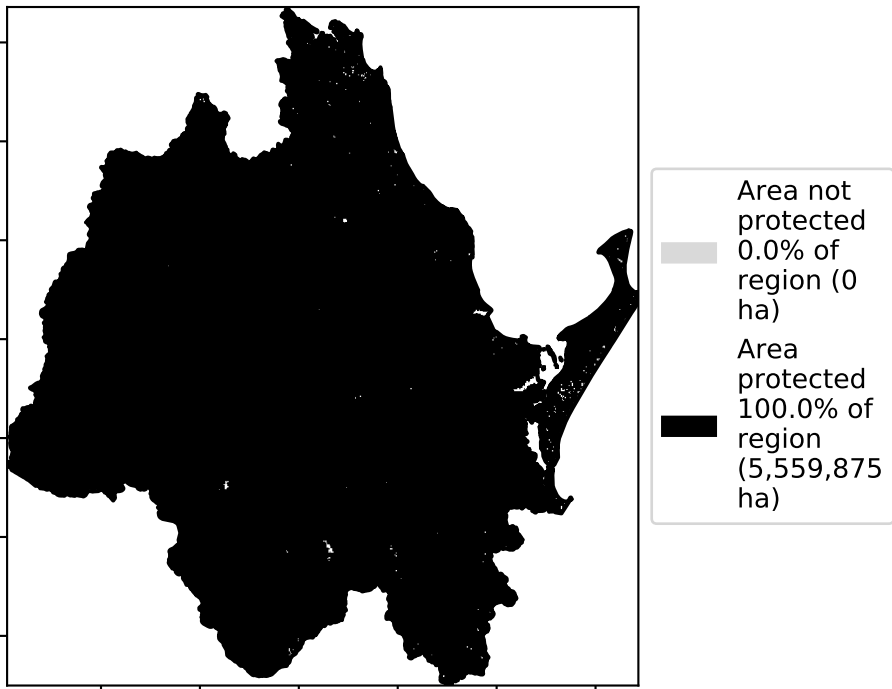 Area not
protected
0.0% of
region (0
ha)
Area
protected
100.0% of
region
(5,559,875
ha)